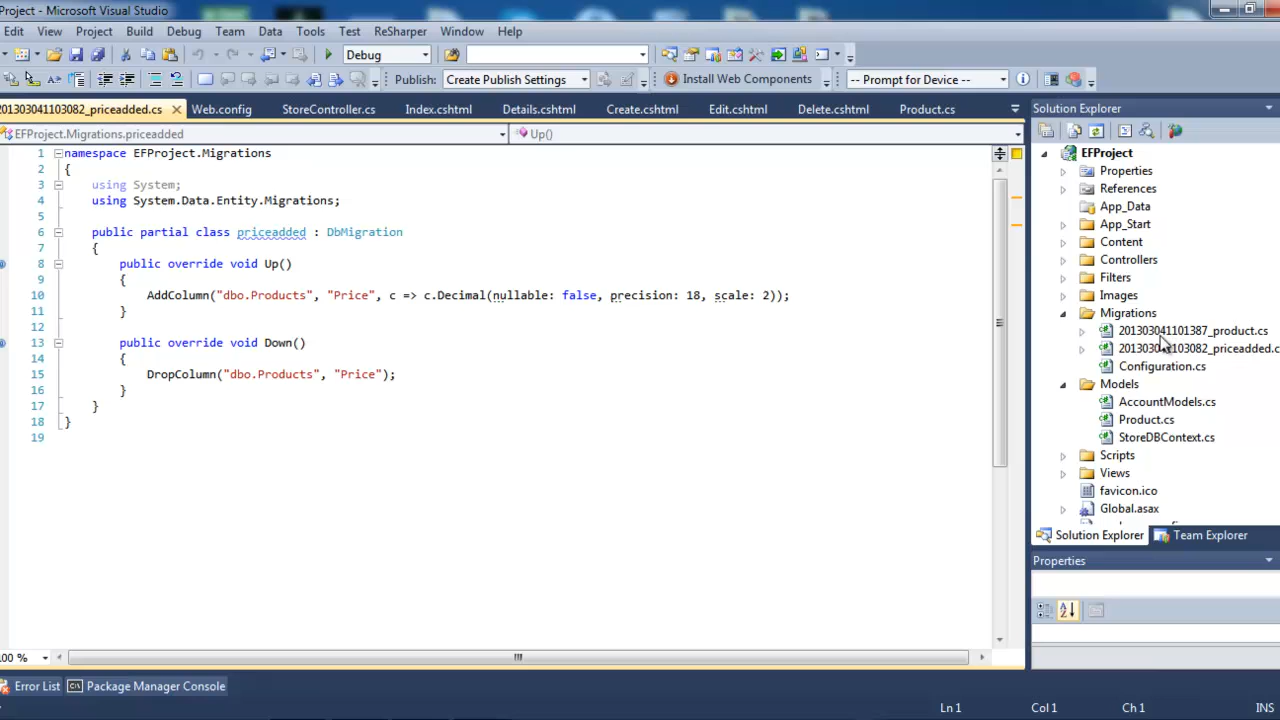 Project - Microsoft Visual Studio
Edit View Project Build Debug Team Data Tools Test ReSharper Window Help
Debug
Publish: Create Publish Settings Install Web Components -- Prompt for Device --
201303041103082_priceadded.cs Web.config StoreController.cs Index.cshtml Details.cshtml Create.cshtml Edit.cshtml Delete.cshtml Product.cs
EFProject.Migrations.priceadded Up()
1 namespace EFProject.Migrations
2 {
3 using System;
4 using System.Data.Entity.Migrations;
5
6 public partial class priceadded : DbMigration
7 {
8 public override void Up()
9 {
10 AddColumn("dbo.Products", "Price", c => c.Decimal(nullable: false, precision: 18, scale: 2));
11 }
12
13 public override void Down()
14 {
15 DropColumn("dbo.Products", "Price");
16 }
17 }
18 }
19
00 %
Solution Explorer
EFProject
Properties
References
App_Data
App_Start
Content
Controllers
Filters
Images
Migrations
201303041101387_product.cs
201303041103082_priceadded.c
Configuration.cs
Models
AccountModels.cs
Product.cs
StoreDBContext.cs
Scripts
Views
favicon.ico
Global.asax
Solution Explorer Team Explorer
Properties
Error List Package Manager Console
Ln 1 Col 1 Ch 1 INS